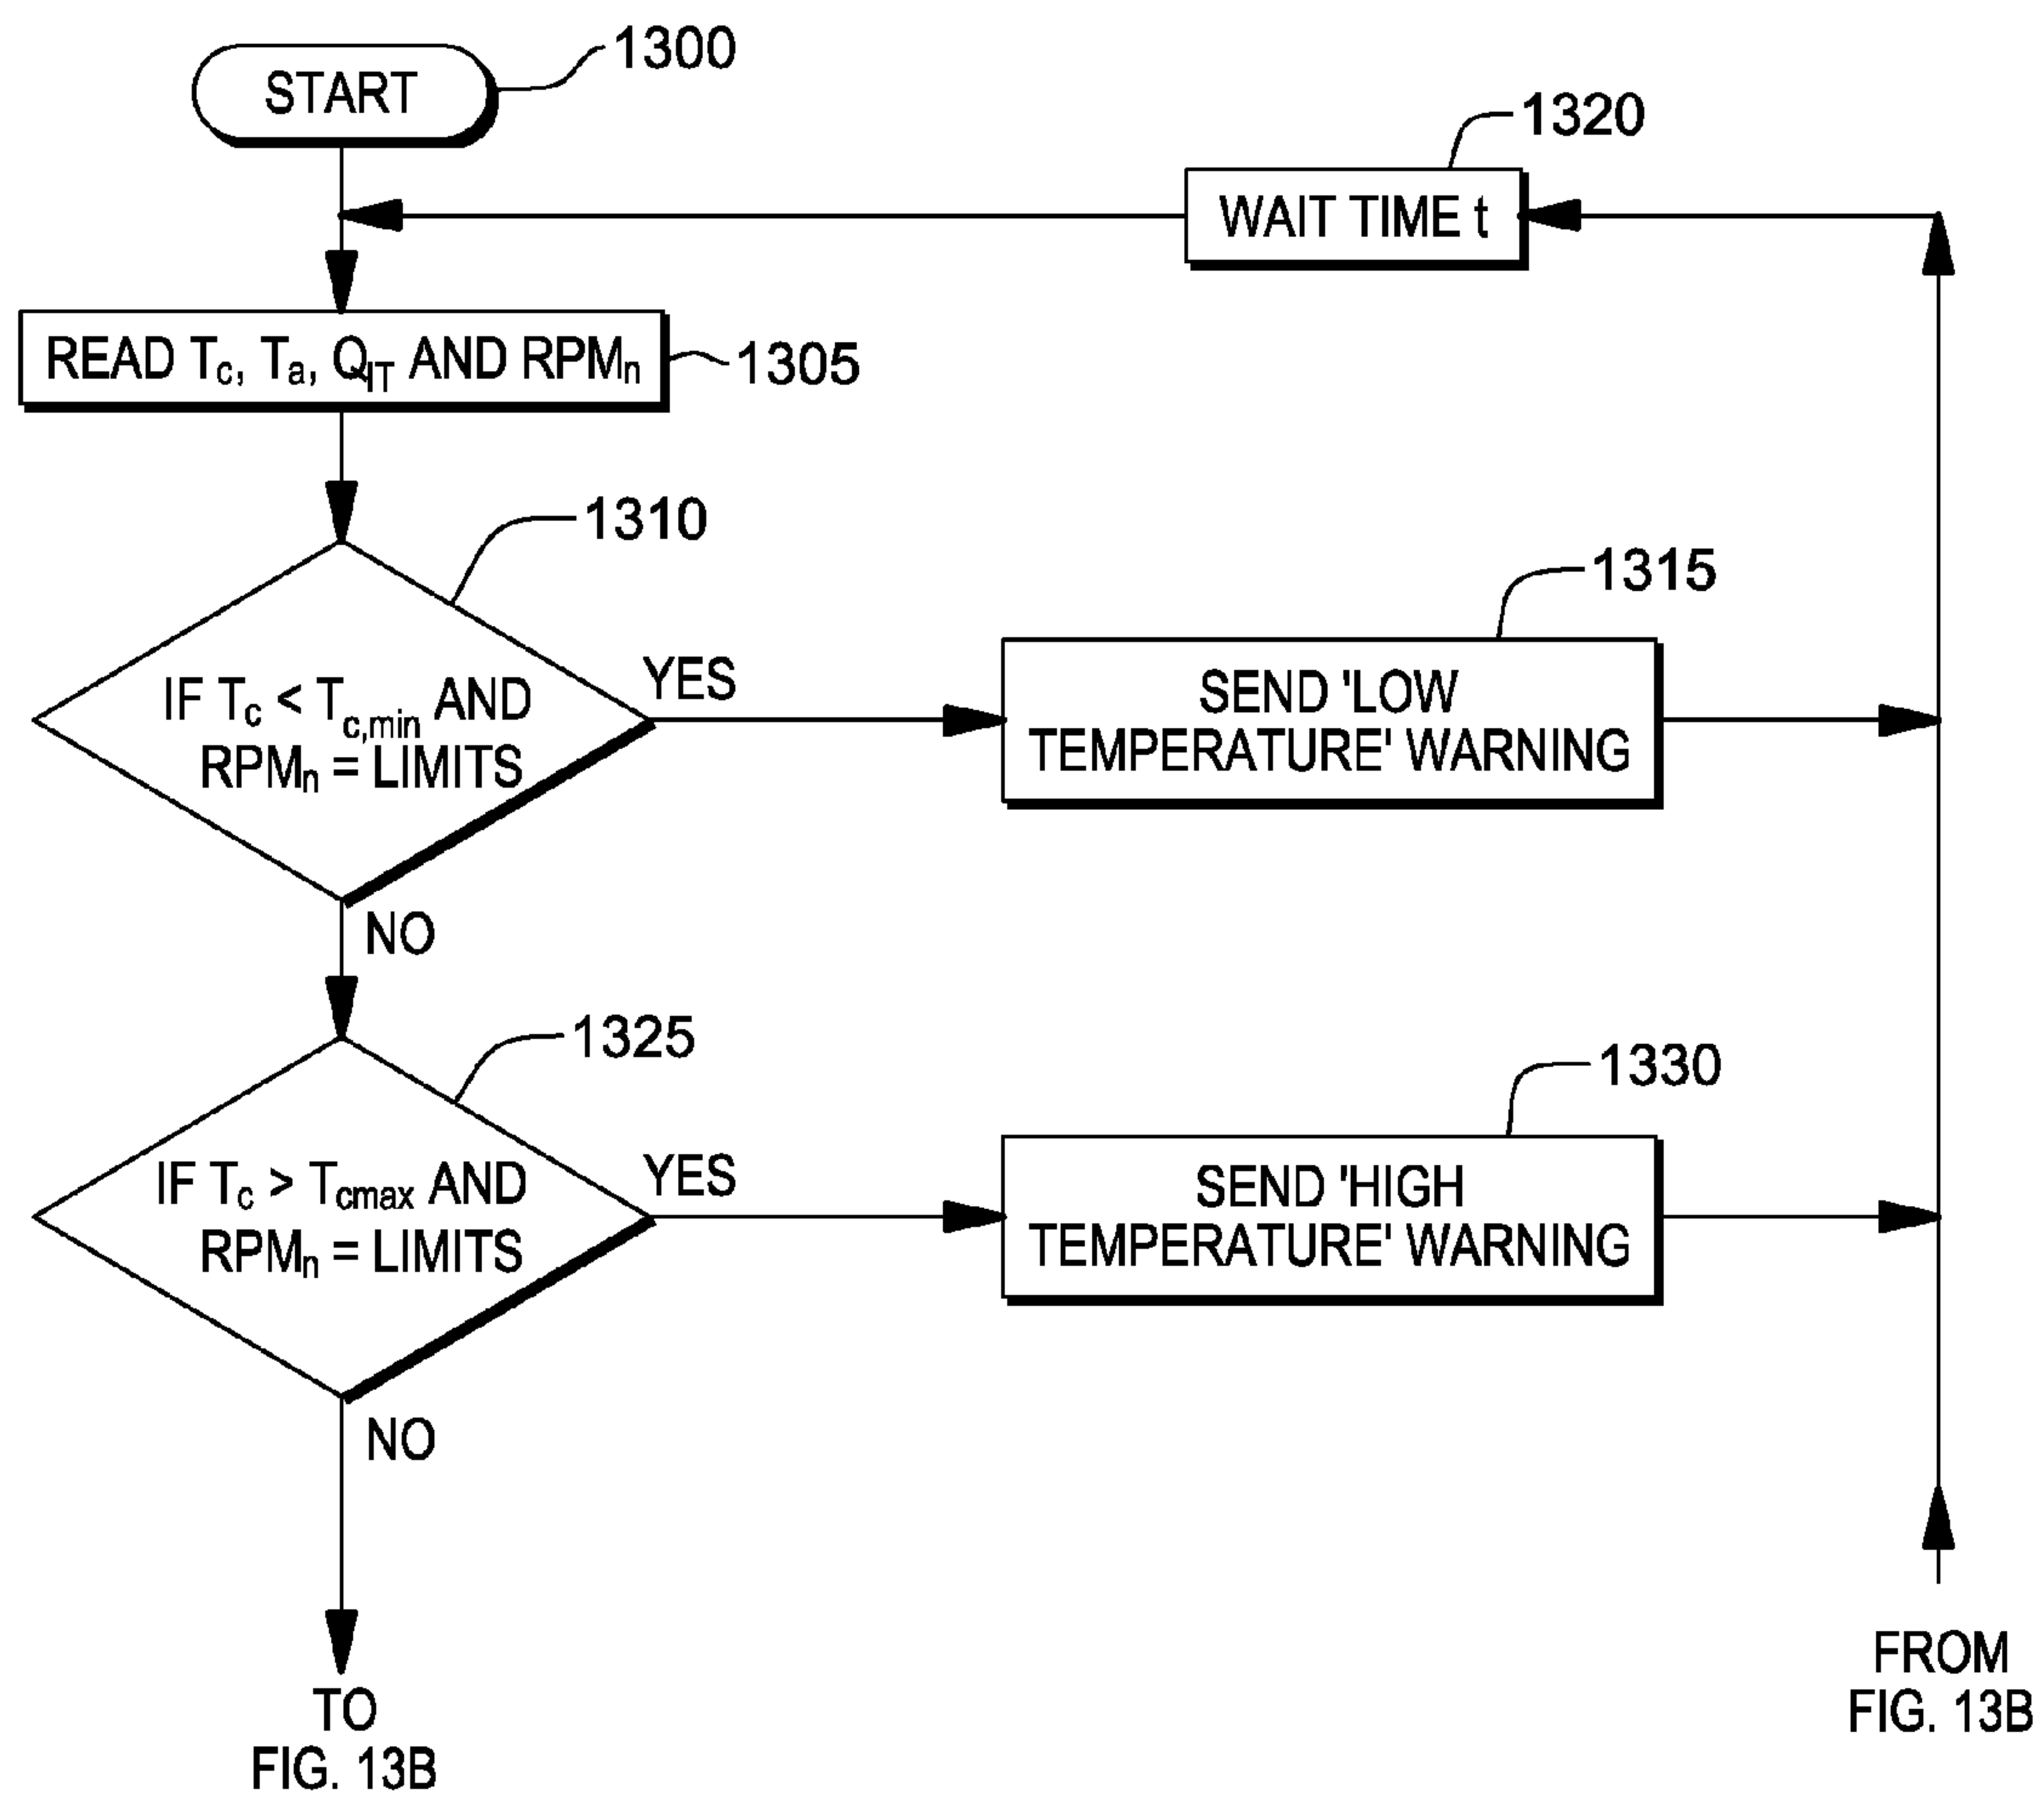 START
1300
1320
WAIT TIME t
READ Tc, Ta, QIT AND RPMn
1305
1310
IF Tc < Tc,min AND
RPMn = LIMITS
YES
NO
1315
SEND 'LOW
TEMPERATURE' WARNING
1325
IF Tc > Tcmax AND
RPMn = LIMITS
YES
NO
1330
SEND 'HIGH
TEMPERATURE' WARNING
TO
FIG. 13B
FROM
FIG. 13B